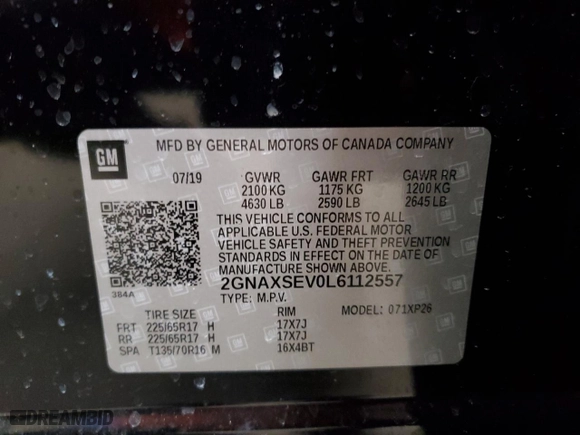 MFD BY GENERAL MOTORS OF CANADA COMPANY
GM
07/19 GVWR GAWR FRT GAWR RR
2100 KG 1175 KG 1200 KG
4630 LB 2590 LB 2645 LB
THIS VEHICLE CONFORMS TO ALL
APPLICABLE U.S. FEDERAL MOTOR
VEHICLE SAFETY AND THEFT PREVENTION
STANDARDS IN EFFECT ON THE DATE OF
MANUFACTURE SHOWN ABOVE.
384A
2GNAXSEV0L6112557
TYPE: M.P.V. MODEL: 071XP26
TIRE SIZE RIM
FRT 225/65R17 H 17X7J
RR 225/65R17 H 17X7J
SPA T135/70R16 M 16X4BT
DREAMBID